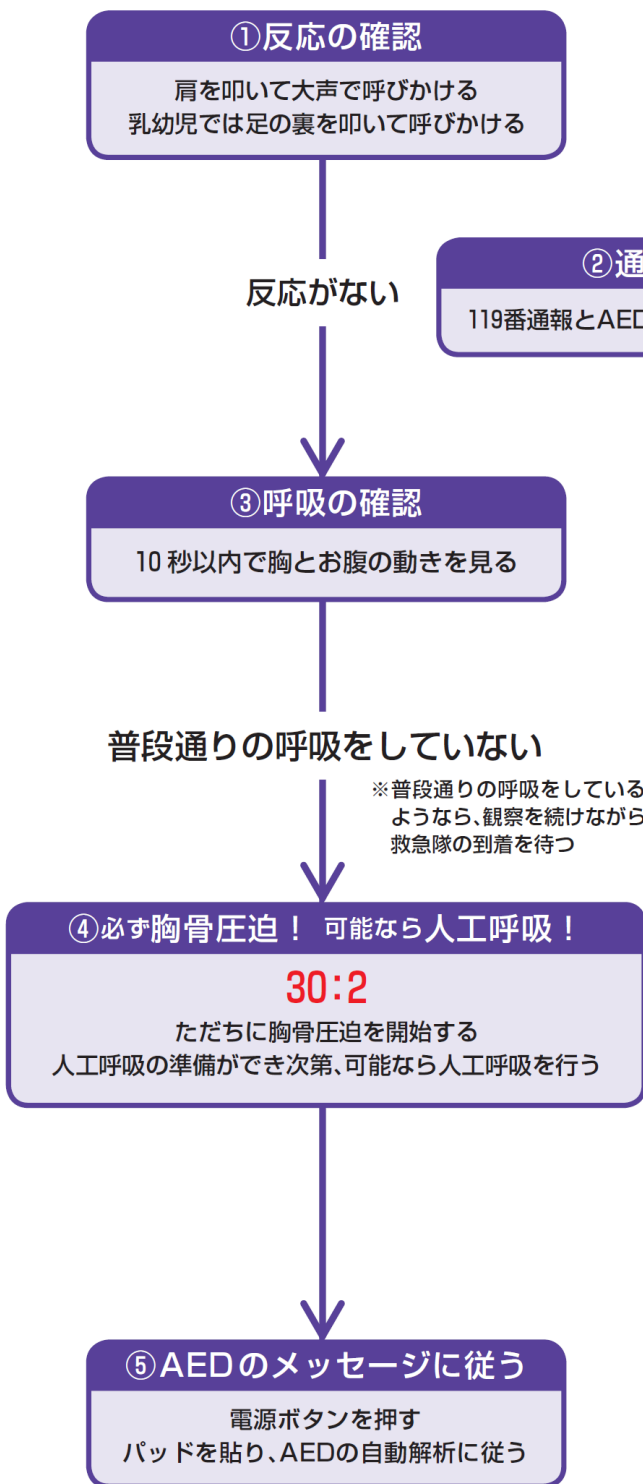 ①反応の確認
肩を叩いて大声で呼びかける
乳幼児では足の裏を叩いて呼びかける
反応がない
②通
119番通報とAED
③呼吸の確認
10秒以内で胸とお腹の動きを見る
普段通りの呼吸をしていない
※普段通りの呼吸をしている
ようなら、観察を続けながら
救急隊の到着を待つ
④必ず胸骨圧迫！ 可能なら人工呼吸！
30：2
ただちに胸骨圧迫を開始する
人工呼吸の準備ができ次第、可能なら人工呼吸を行う
⑤AEDのメッセージに従う
電源ボタンを押す
パッドを貼り、AEDの自動解析に従う